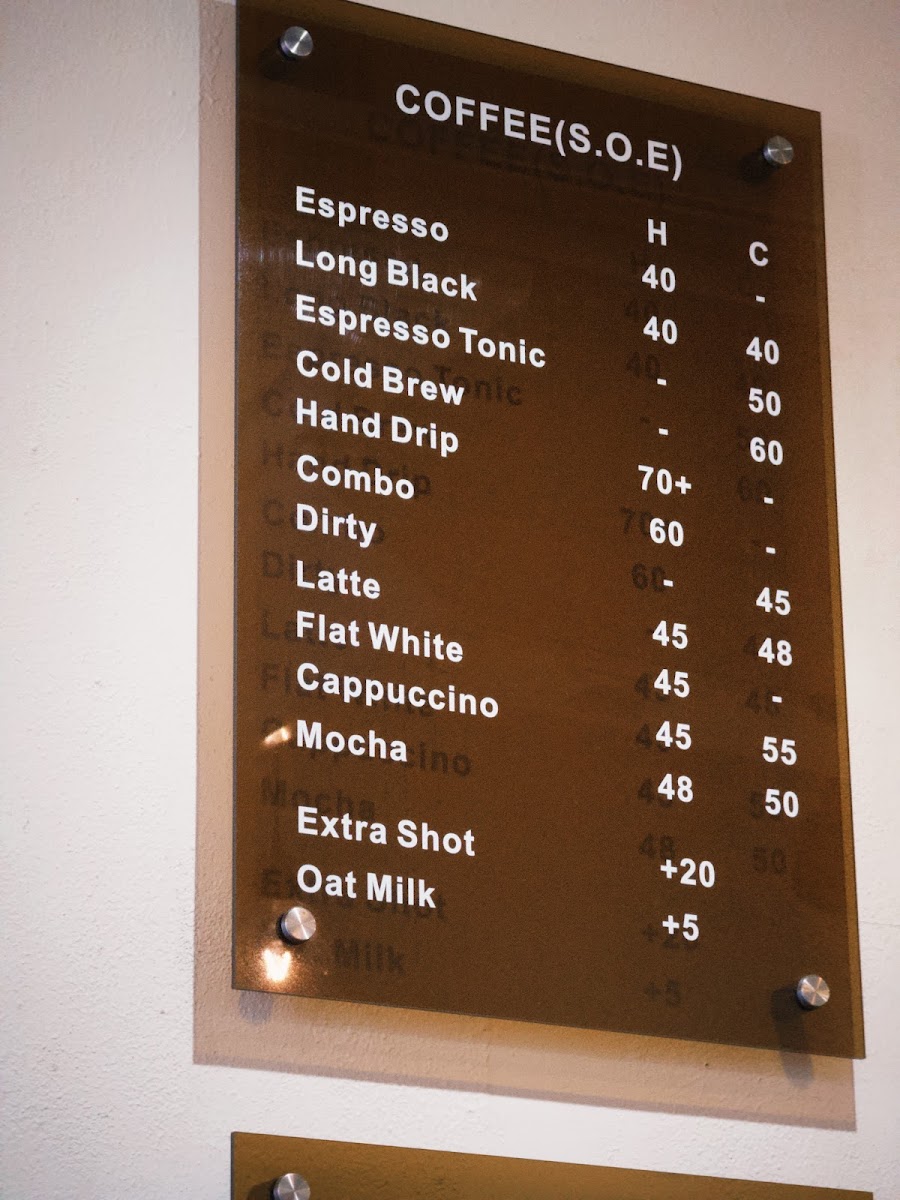 COFFEE(S.O.E)
H C
Espresso 40 -
Long Black 40 40
Espresso Tonic - 50
Cold Brew - 60
Hand Drip 70+ -
Combo 60 -
Dirty - 45
Latte 45 48
Flat White 45 -
Cappuccino 45 55
Mocha 48 50
Extra Shot +20
Oat Milk +5